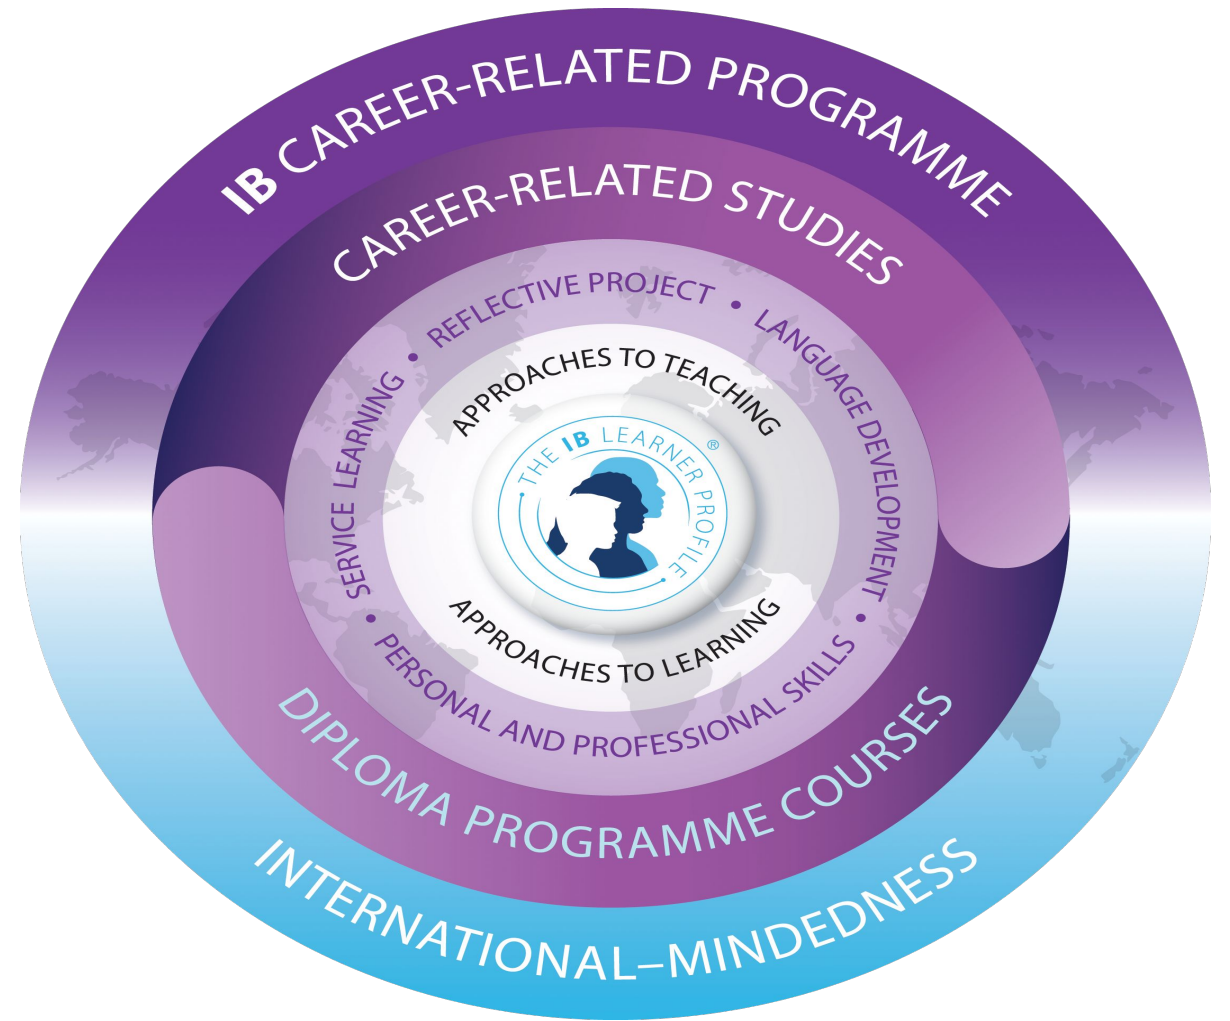 IB CAREER-RELATED PROGRAMME
CAREER-RELATED STUDIES
SERVICE LEARNING • REFLECTIVE PROJECT • LANGUAGE DEVELOPMENT •
APPROACHES TO TEACHING
THE IB LEARNER PROFILE ®
APPROACHES TO LEARNING
• PERSONAL AND PROFESSIONAL SKILLS
DIPLOMA PROGRAMME COURSES
INTERNATIONAL–MINDEDNESS